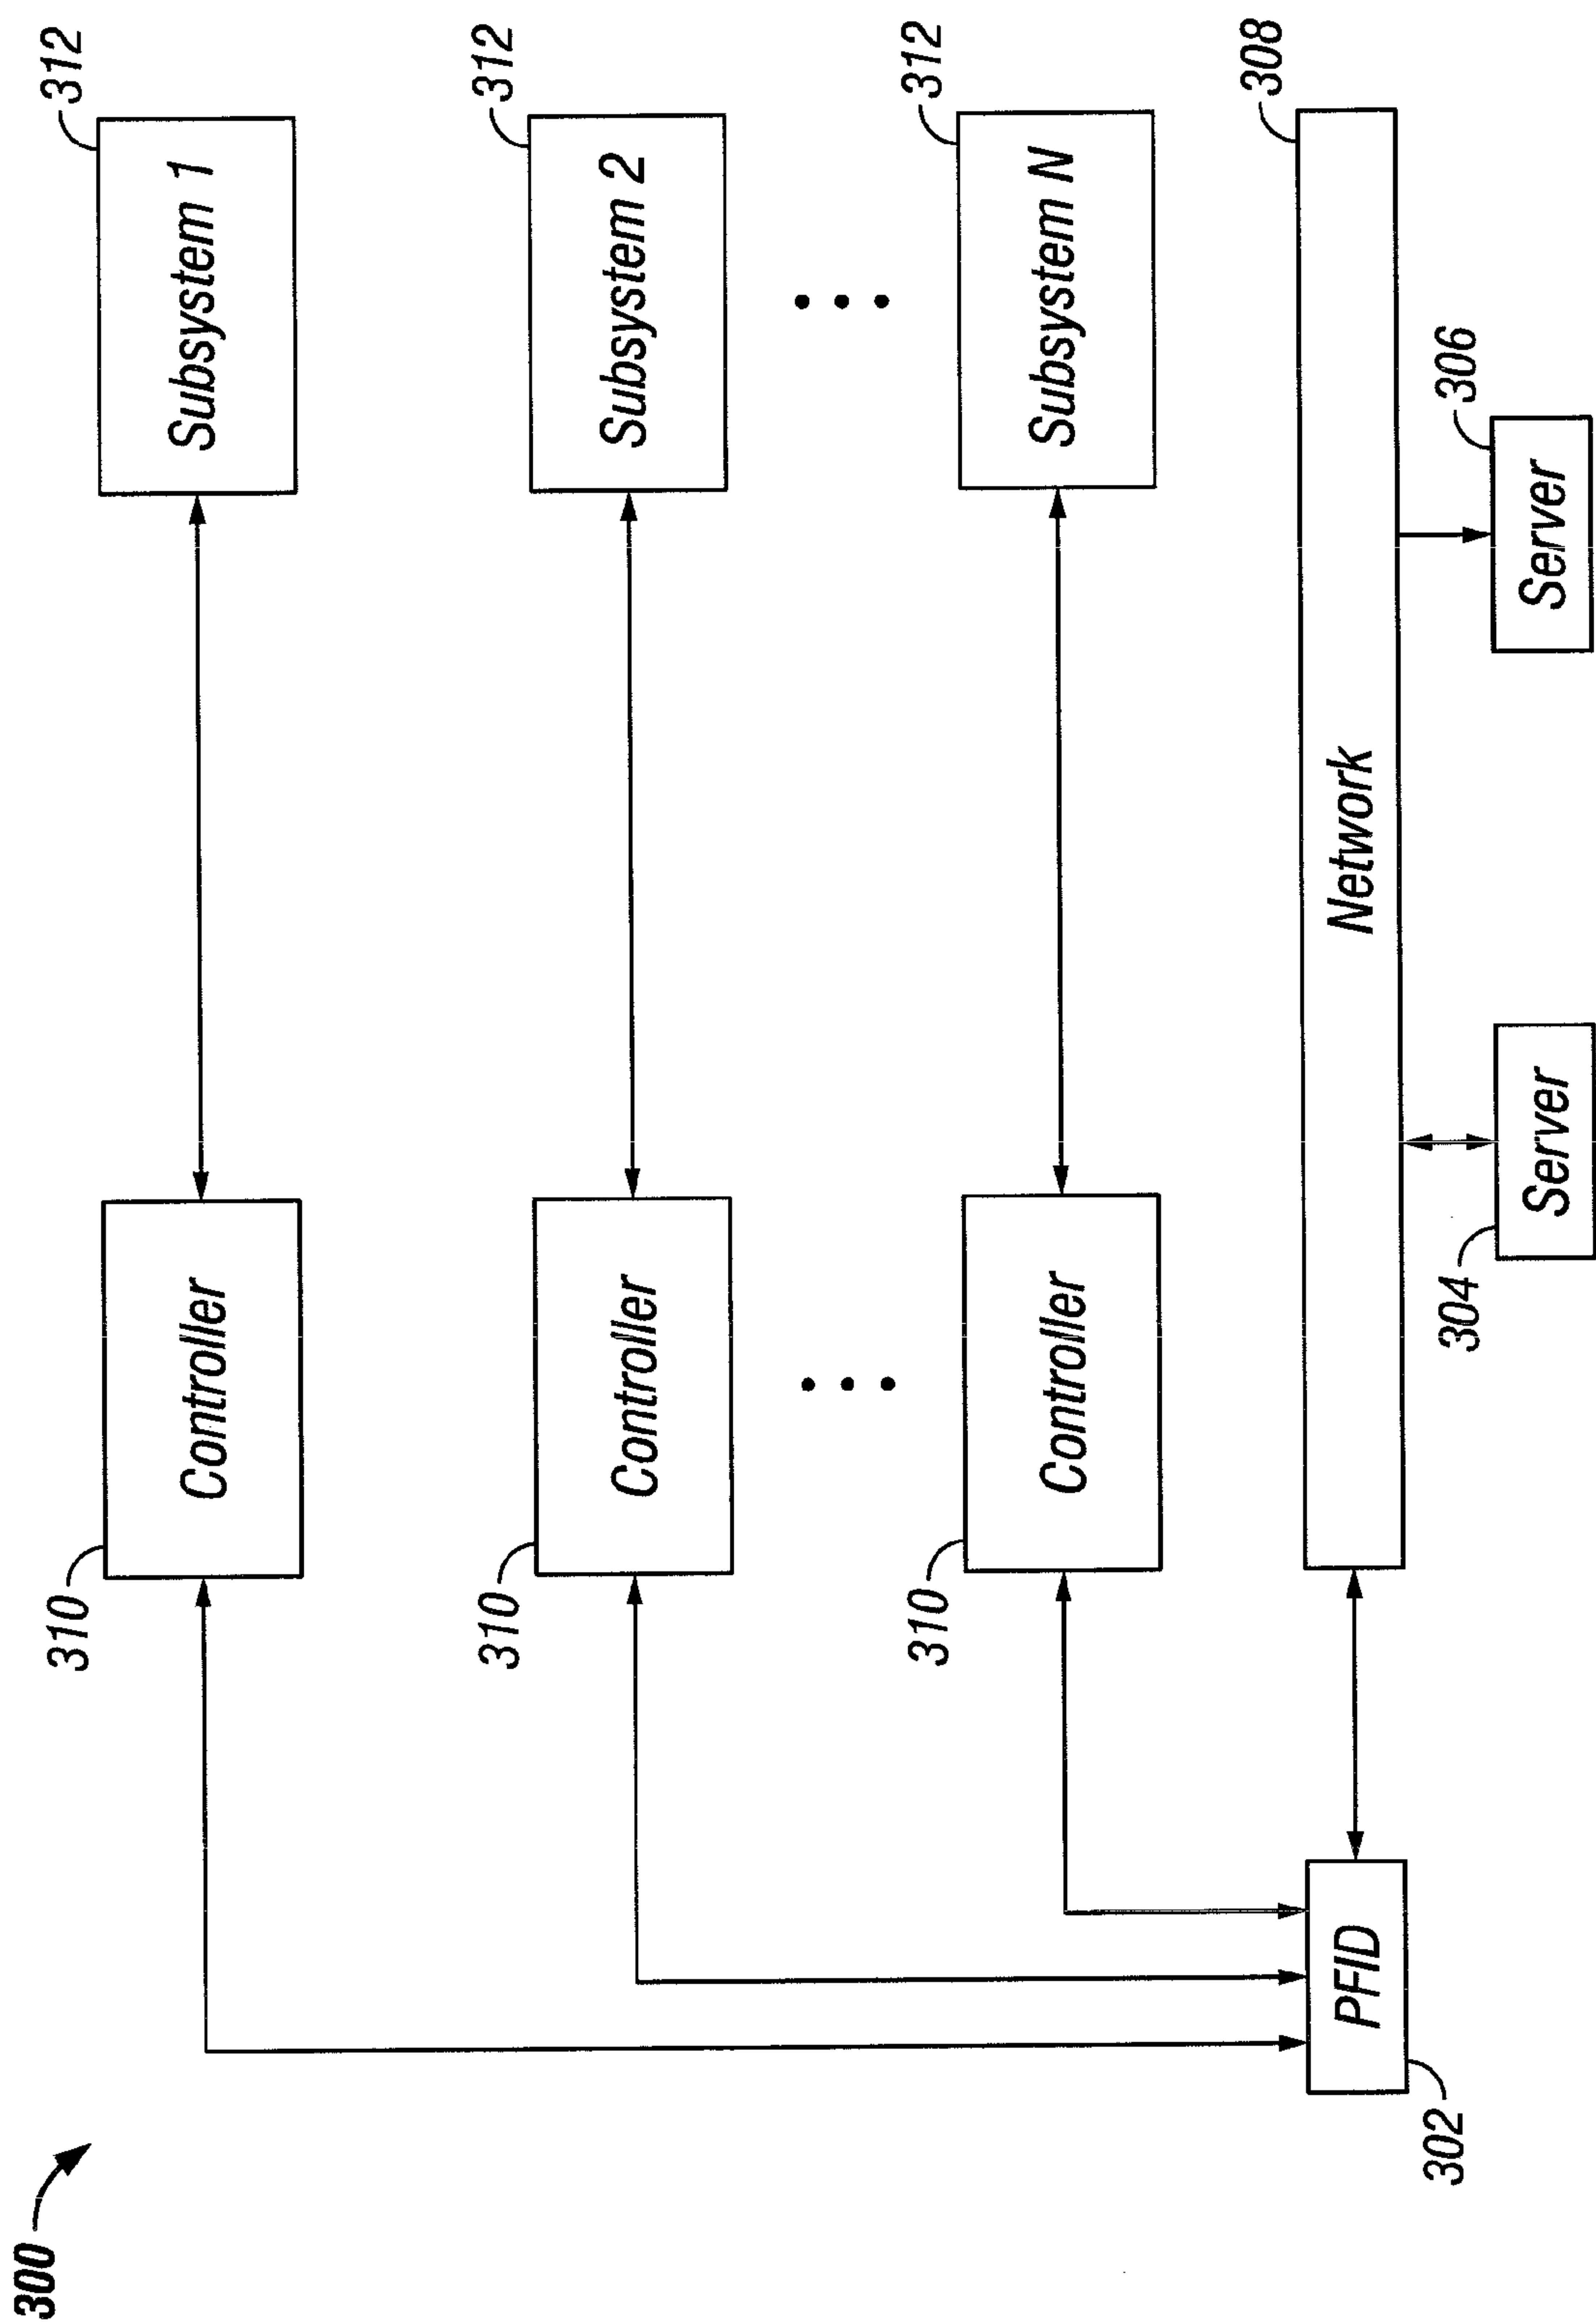 300
310
Controller
312
Subsystem 1
310
Controller
312
Subsystem 2
310
Controller
312
Subsystem N
308
Network
PFID
302
304
Server
306
Server